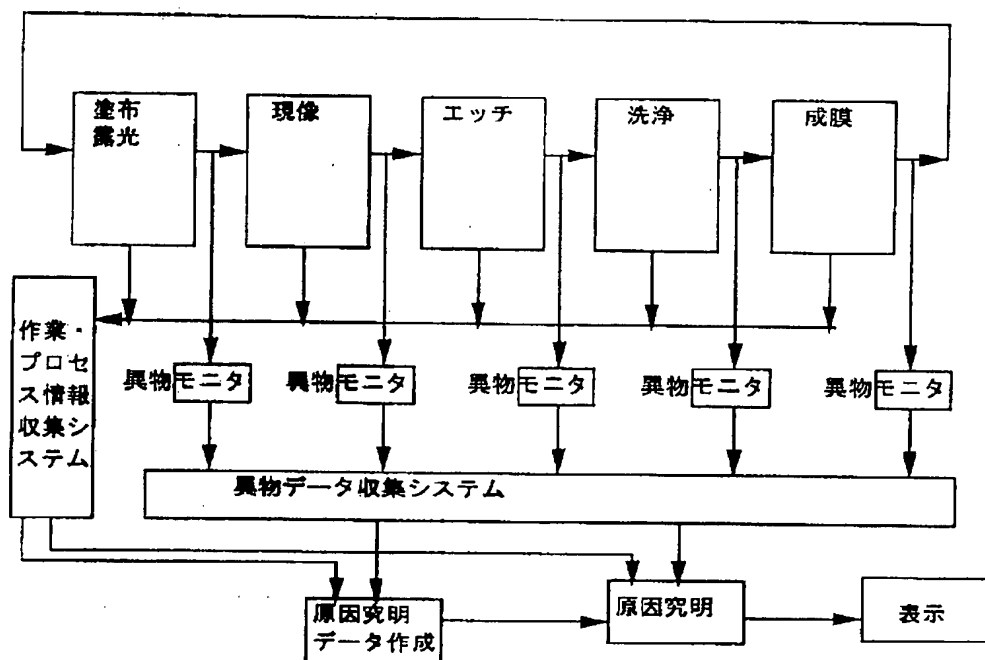 塗布
露光
現像
エッチ
洗浄
成膜
作業・
プロセ
ス情報
収集シ
ステム
異物モニタ
異物モニタ
異物モニタ
異物モニタ
異物モニタ
異物データ収集システム
原因究明
データ作成
原因究明
表示